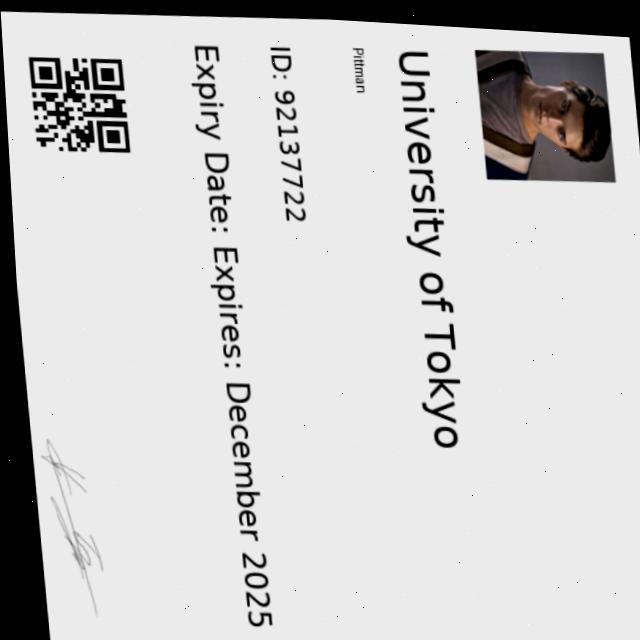 University of Tokyo
Pittman
ID: 92137722
Expiry Date: Expires: December 2025